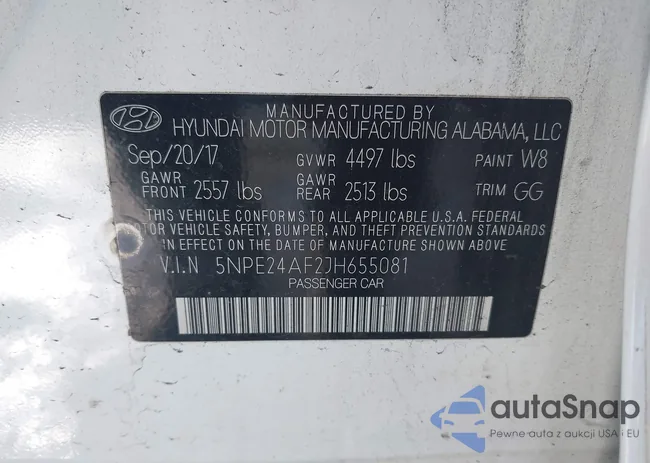 MANUFACTURED BY
HYUNDAI MOTOR MANUFACTURING ALABAMA, LLC
Sep/20/17 GVWR 4497 lbs PAINT W8
GAWR FRONT 2557 lbs GAWR REAR 2513 lbs TRIM GG
THIS VEHICLE CONFORMS TO ALL APPLICABLE U.S.A. FEDERAL
MOTOR VEHICLE SAFETY, BUMPER, AND THEFT PREVENTION STANDARDS
IN EFFECT ON THE DATE OF MANUFACTURE SHOWN ABOVE.
V.I.N 5NPE24AF2JH655081
PASSENGER CAR
autaSnap
Pewne auta z aukcji USA i EU